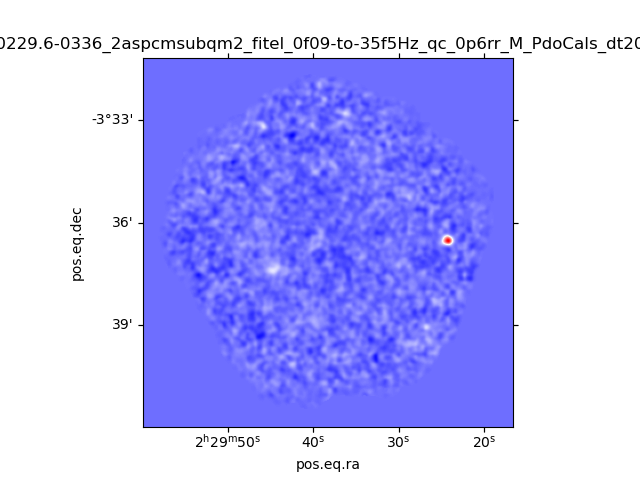 0229.6-0336_2aspcmsubqm2_fitel_0f09-to-35f5Hz_qc_0p6rr_M_PdoCals_dt20
-3°33'
36'
39'
pos.eq.dec
2ʰ29ᵐ50ˢ 40ˢ 30ˢ 20ˢ
pos.eq.ra